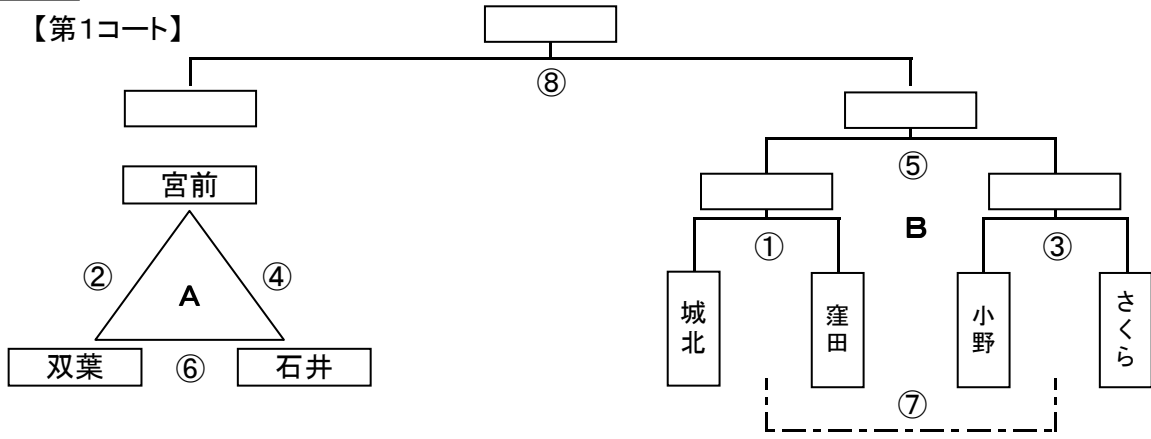 【第1コート】
⑧
宮前
⑤
②
④
A
B
①
③
城北
窪田
小野
さくら
双葉
⑥
石井
⑦